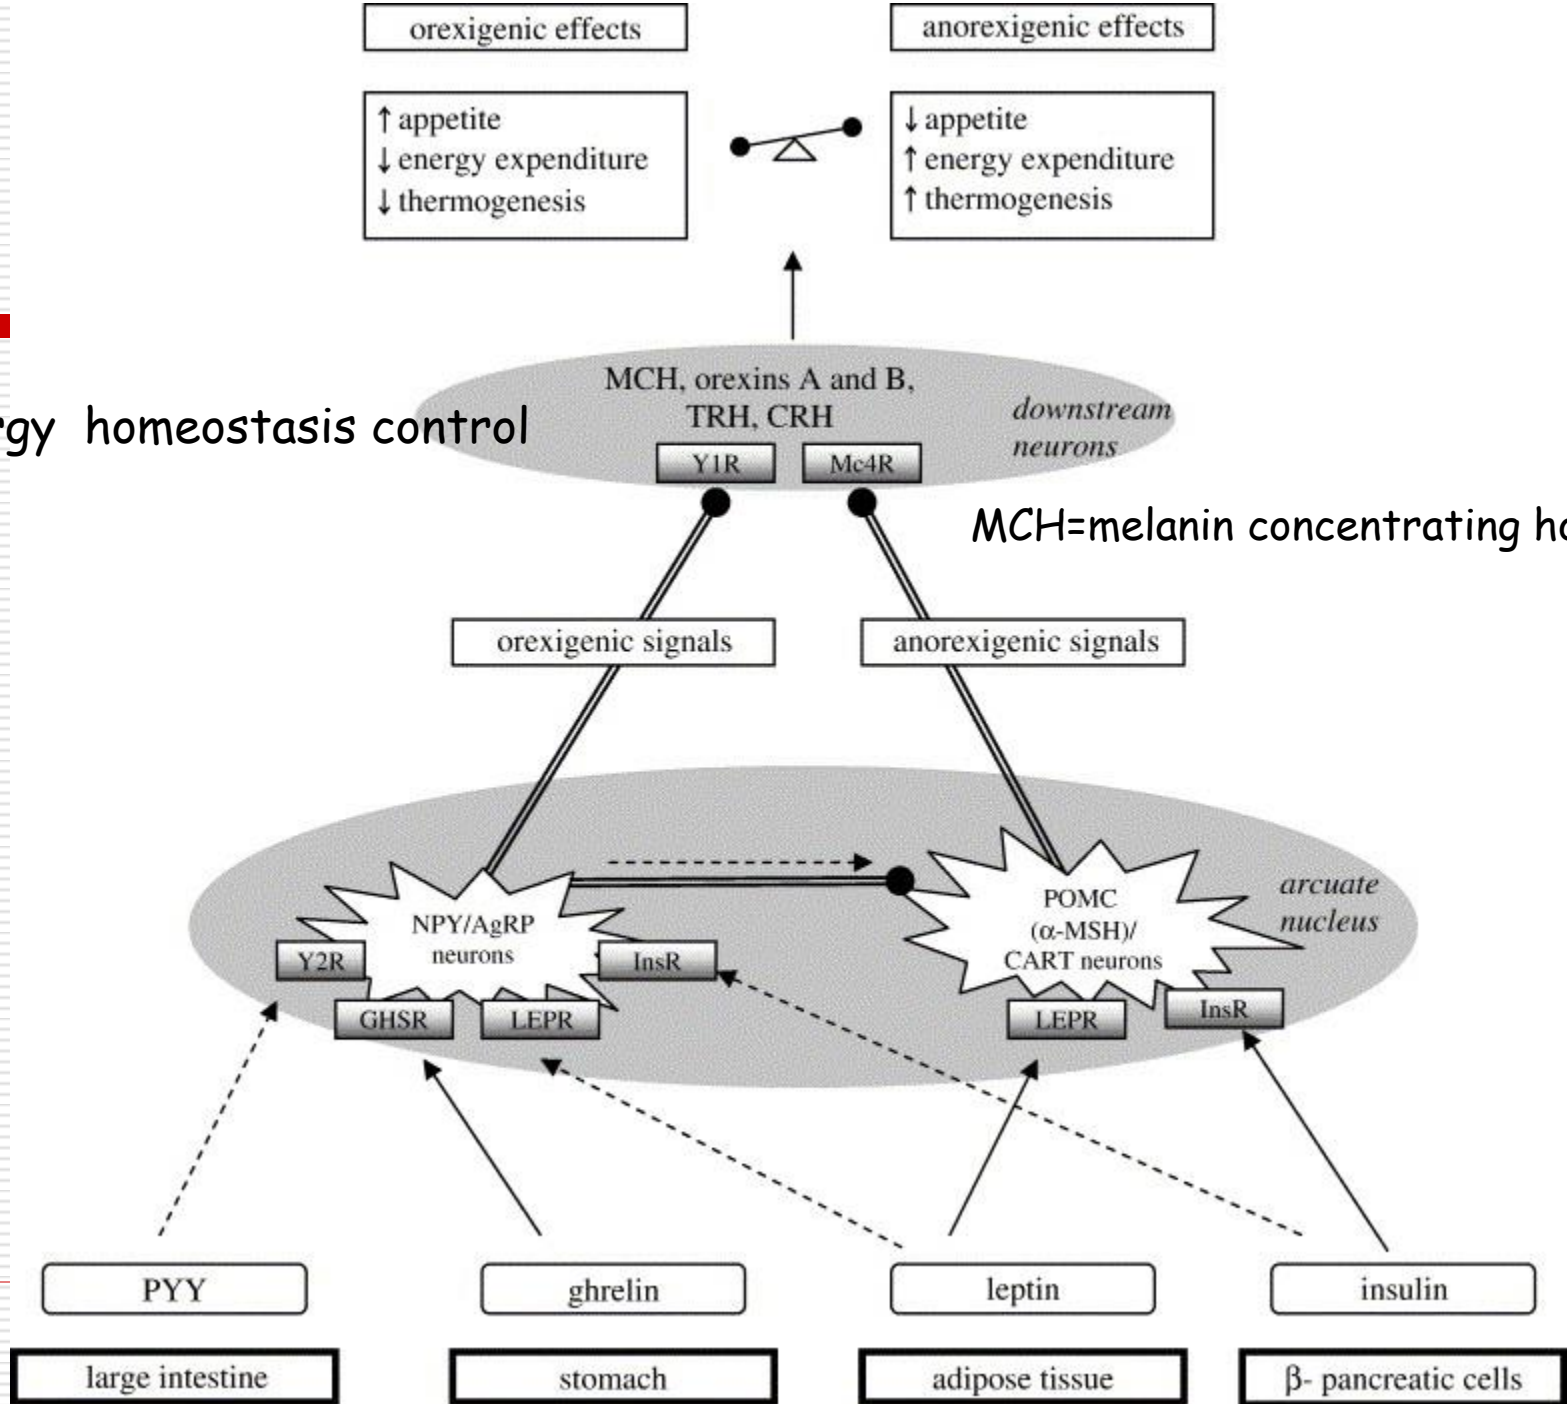 orexigenic effects
anorexigenic effects
↑ appetite
↓ energy expenditure
↓ thermogenesis
↓ appetite
↑ energy expenditure
↑ thermogenesis
MCH, orexins A and B,
TRH, CRH
downstream
neurons
homeostasis control
Y1R
Mc4R
MCH=melanin concentrating
orexigenic signals
anorexigenic signals
NPY/AgRP
neurons
Y2R
InsR
GHSR
LEPR
POMC
(α-MSH)/
CART neurons
arcuate
nucleus
LEPR
InsR
PYY
ghrelin
leptin
insulin
large intestine
stomach
adipose tissue
β- pancreatic cells